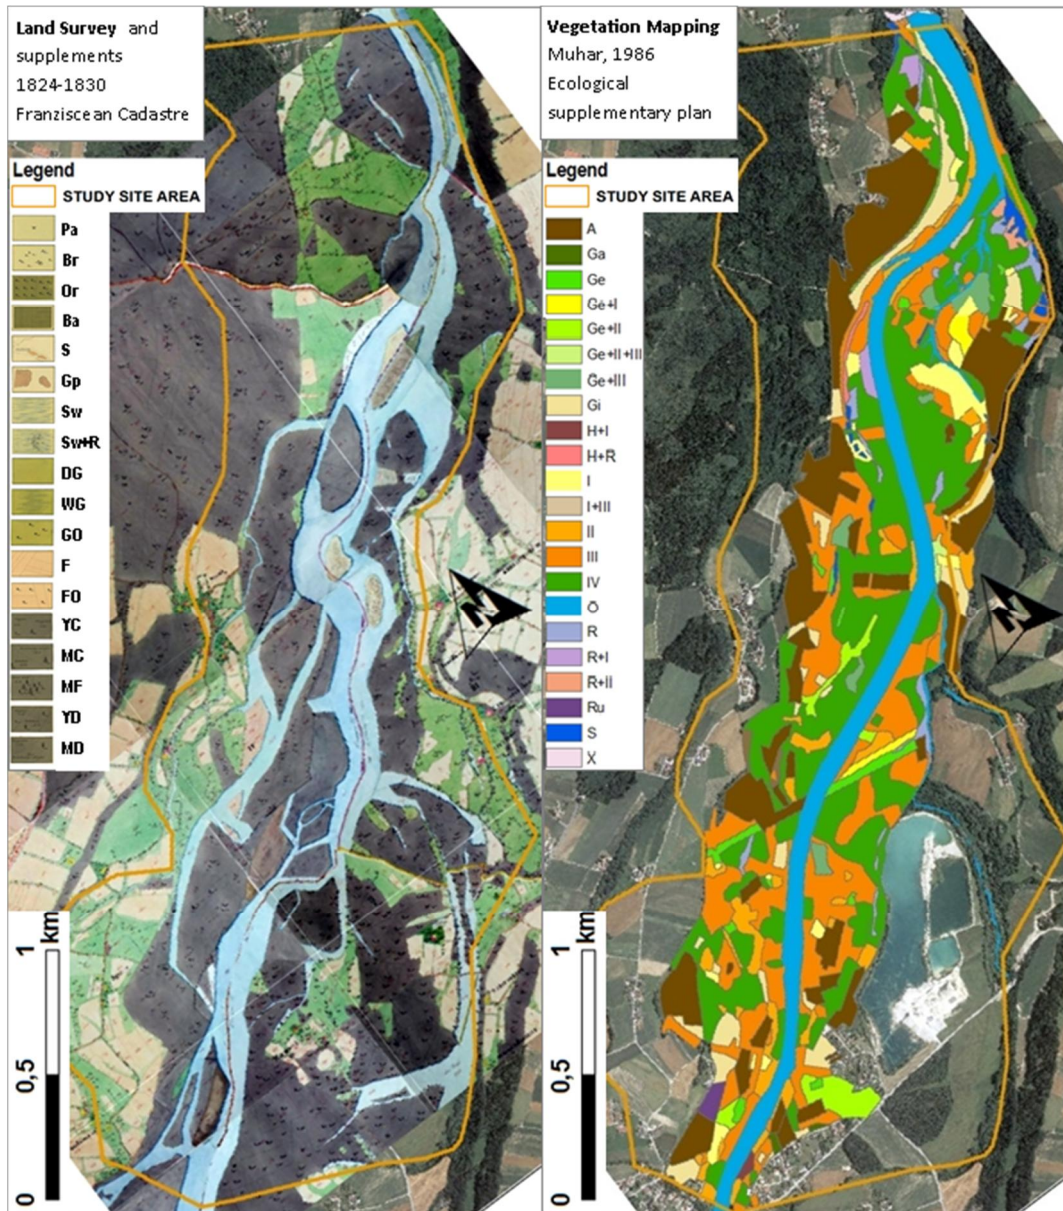 Land Survey and
supplements
1824-1830
Franziscean Cadastre
Legend
STUDY SITE AREA
Pa
Br
Or
Ba
S
Gp
Sw
Sw+R
DG
WG
GO
F
FO
YC
MC
MF
YD
MD
1
km
0,5
0
N
Vegetation Mapping
Muhar, 1986
Ecological
supplementary plan
Legend
STUDY SITE AREA
A
Ga
Ge
Ge+I
Ge+II
Ge+II+III
Ge+III
Gi
H+I
H+R
I
I+III
II
III
IV
Ö
R
R+I
R+II
Ru
S
X
1
km
0,5
0
N